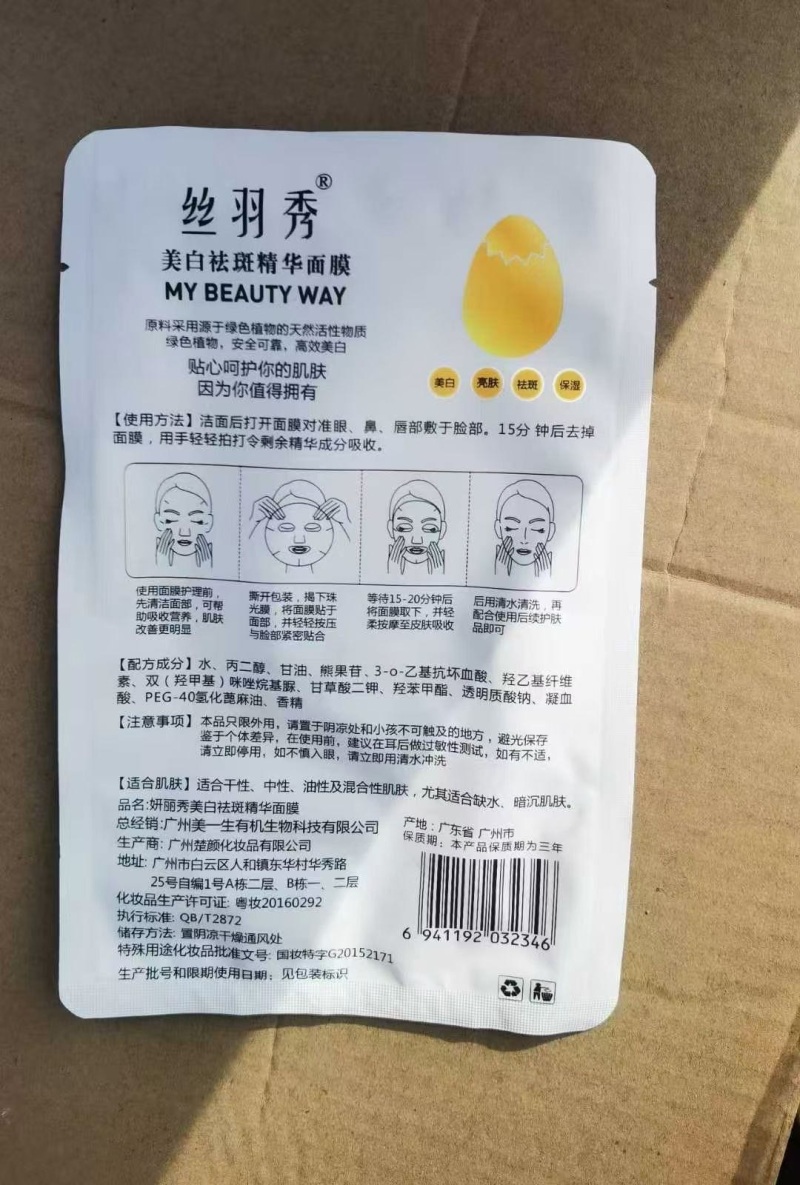 丝羽秀®
美白祛斑精华面膜
MY BEAUTY WAY
原料采用源于绿色植物的天然活性物质
绿色植物，安全可靠，高效美白
贴心呵护你的肌肤
因为你值得拥有
美白
亮肤
祛斑
保湿
【使用方法】洁面后打开面膜对准眼、鼻、唇部敷于脸部。15分 钟后去掉
面膜，用手轻轻拍打令剩余精华成分吸收。
使用面膜护理前，
先清洁面部，可帮
助吸收营养，肌肤
改善更明显
撕开包装，揭下珠
光膜，将面膜贴于
面部，并轻轻按压
与脸部紧密贴合
等待15-20分钟后
将面膜取下，并轻
柔按摩至皮肤吸收
后用清水清洗，再
配合使用后续护肤
品即可
【配方成分】水、丙二醇、甘油、熊果苷、3-o-乙基抗坏血酸、羟乙基纤维
素、双（羟甲基）咪唑烷基脲、甘草酸二钾、羟苯甲酯、透明质酸钠、凝血
酸、PEG-40氢化蓖麻油、香精
【注意事项】本品只限外用，请置于阴凉处和小孩不可触及的地方，避光保存
鉴于个体差异，在使用前，建议在耳后做过敏性测试，如有不适，
请立即停用，如不慎入眼，请立即用清水冲洗
【适合肌肤】适合干性、中性、油性及混合性肌肤，尤其适合缺水、暗沉肌肤。
品名:妍丽秀美白祛斑精华面膜
总经销:广州美一生有机生物科技有限公司
生产商: 广州楚颜化妆品有限公司
地址: 广州市白云区人和镇东华村华秀路
25号自编1号A栋二层、B栋一、二层
化妆品生产许可证: 粤妆20160292
执行标准: QB/T2872
储存方法: 置阴凉干燥通风处
特殊用途化妆品批准文号: 国妆特字G20152171
生产批号和限期使用日期: 见包装标识
产地：广东省 广州市
保质期：本产品保质期为三年
6 941192 032346